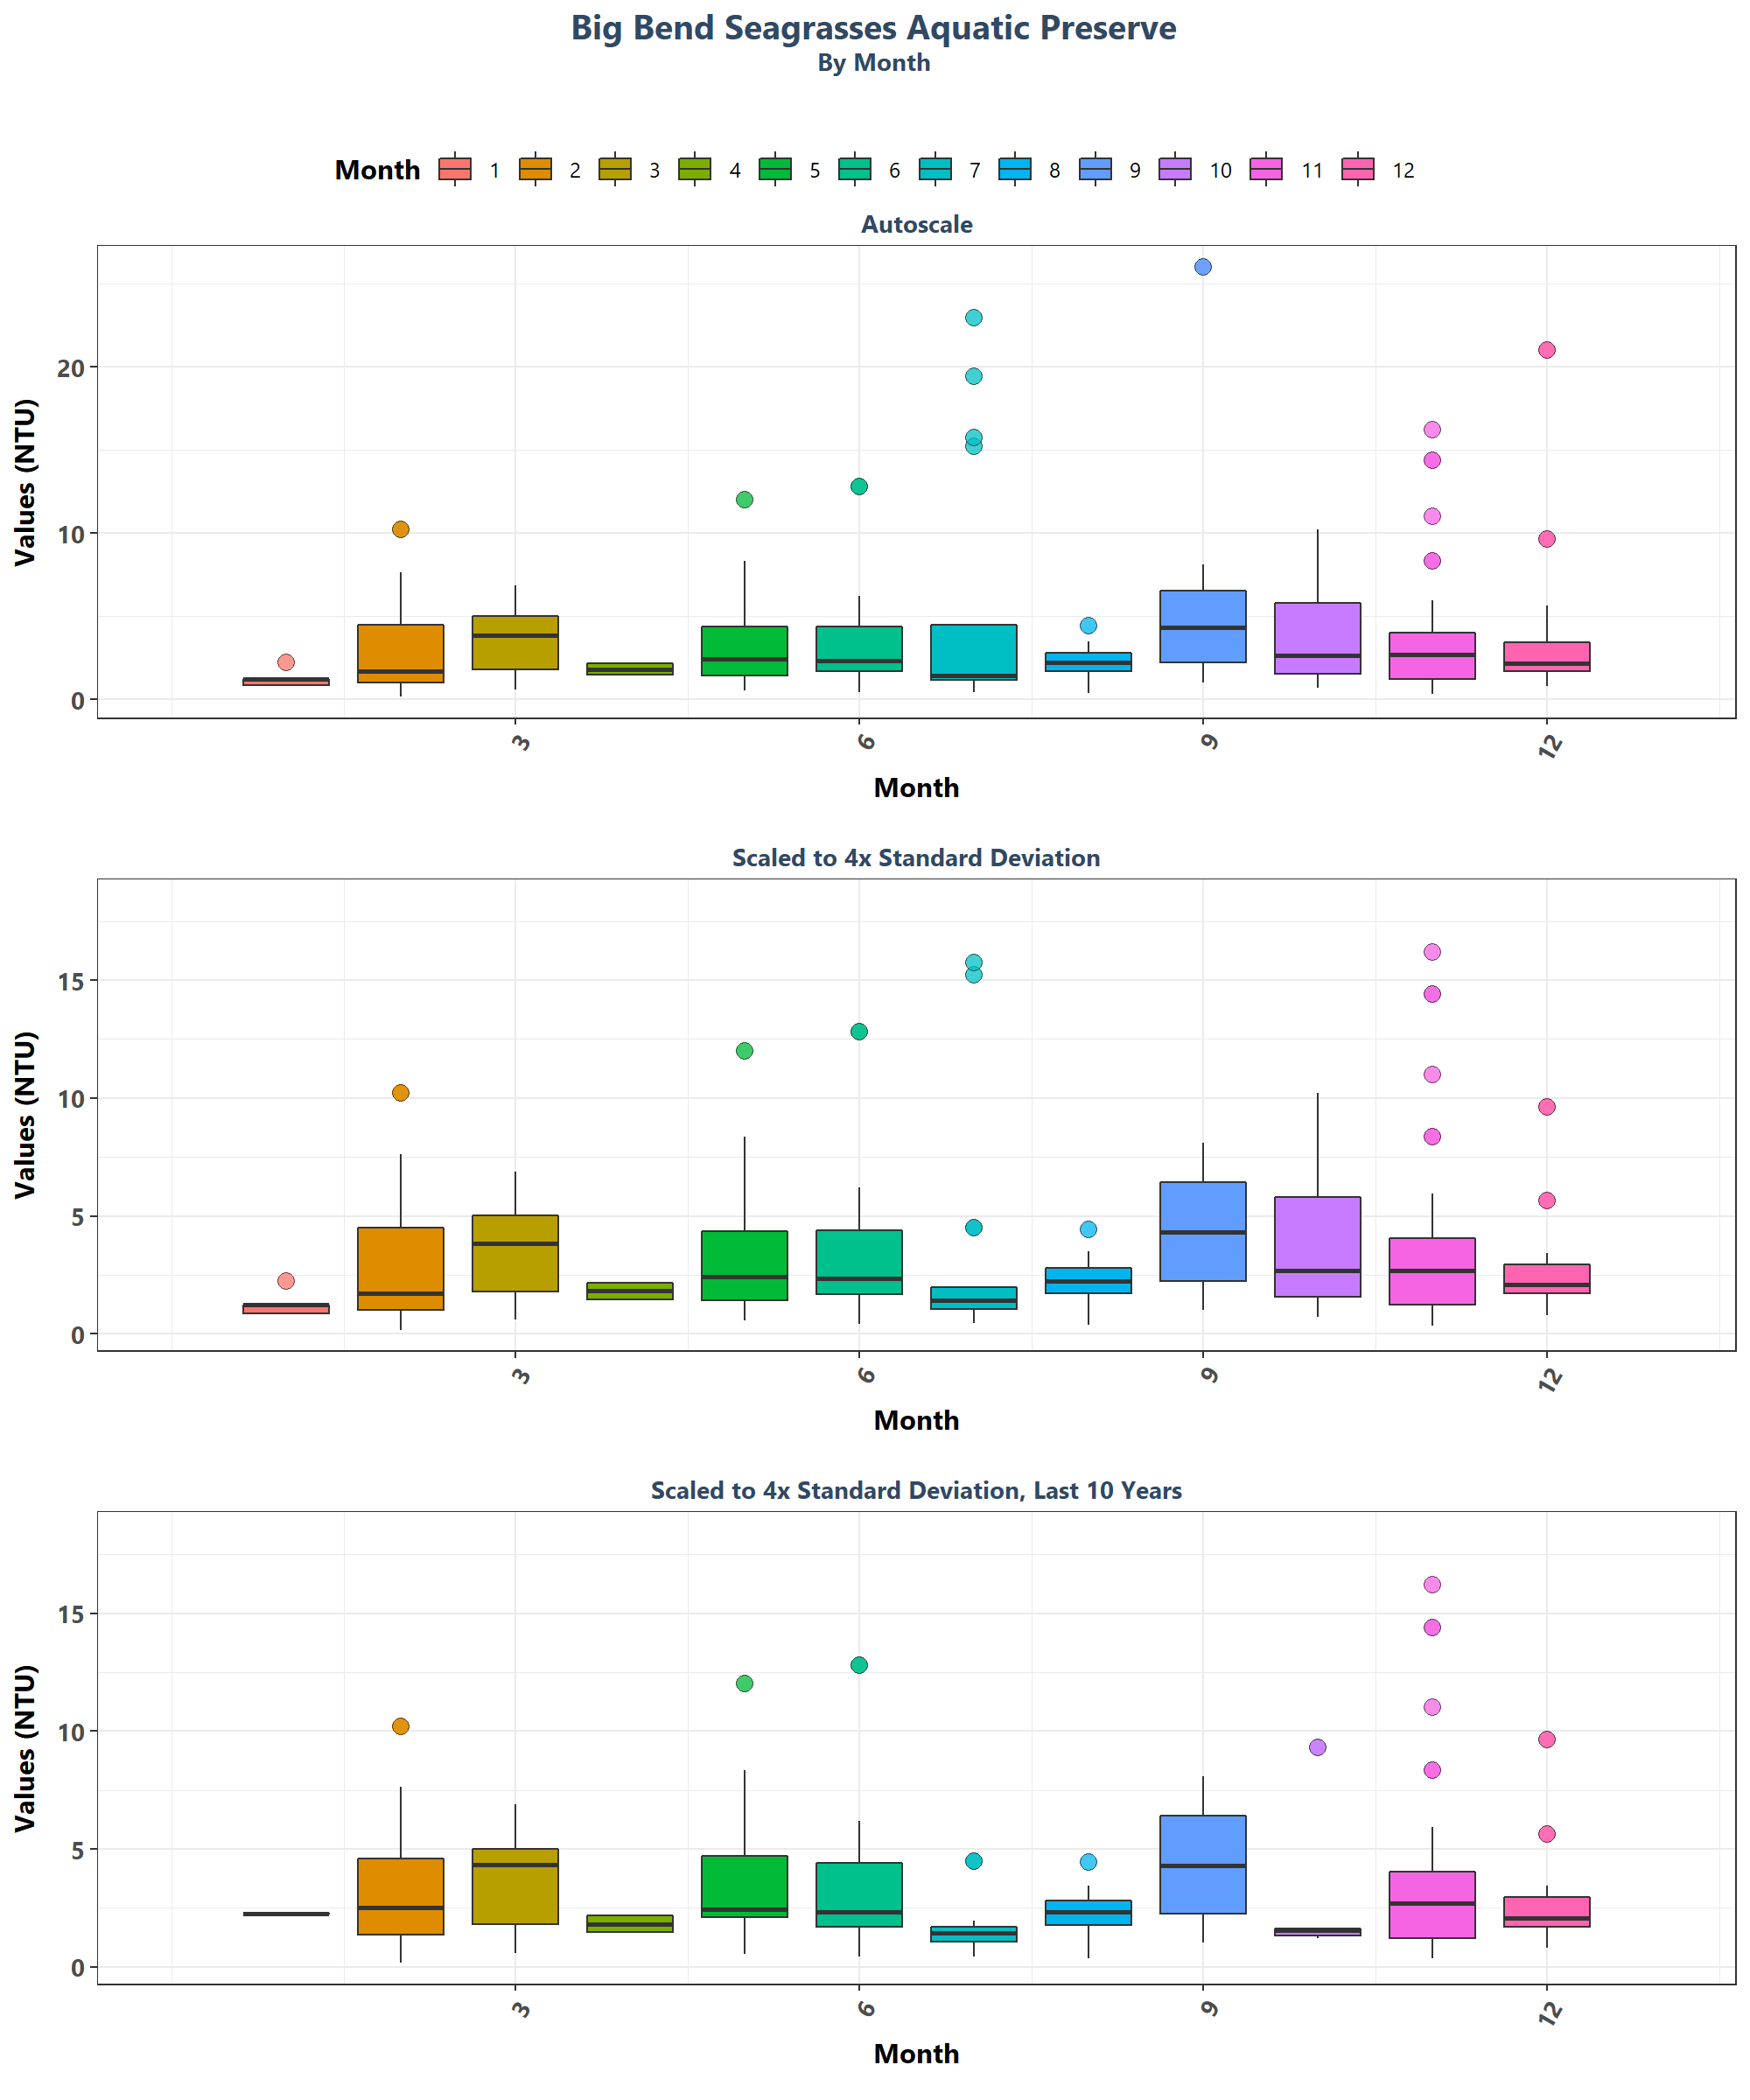 Big Bend Seagrasses Aquatic Preserve
By Month
Month 1 2 3 4 5 6 7 8 9 10 11 12
Autoscale
Values (NTU)
20
10
0
3 6 9 12
Month
Scaled to 4x Standard Deviation
Values (NTU)
15
10
5
0
3 6 9 12
Month
Scaled to 4x Standard Deviation, Last 10 Years
Values (NTU)
15
10
5
0
3 6 9 12
Month